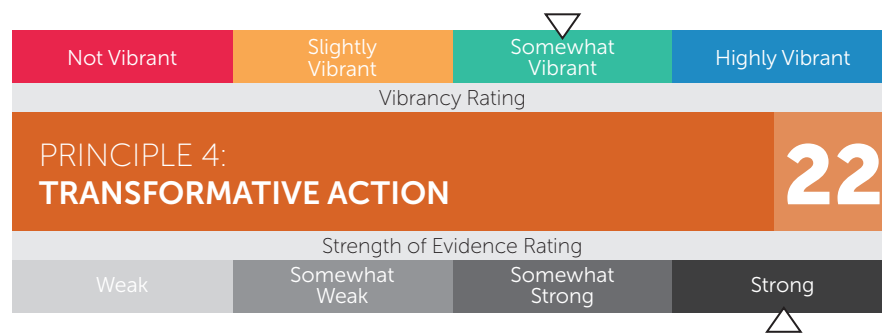 Not Vibrant
Slightly
Vibrant
Somewhat
Vibrant
Highly Vibrant
Vibrancy Rating
PRINCIPLE 4:
TRANSFORMATIVE ACTION
22
Strength of Evidence Rating
Weak
Somewhat
Weak
Somewhat
Strong
Strong